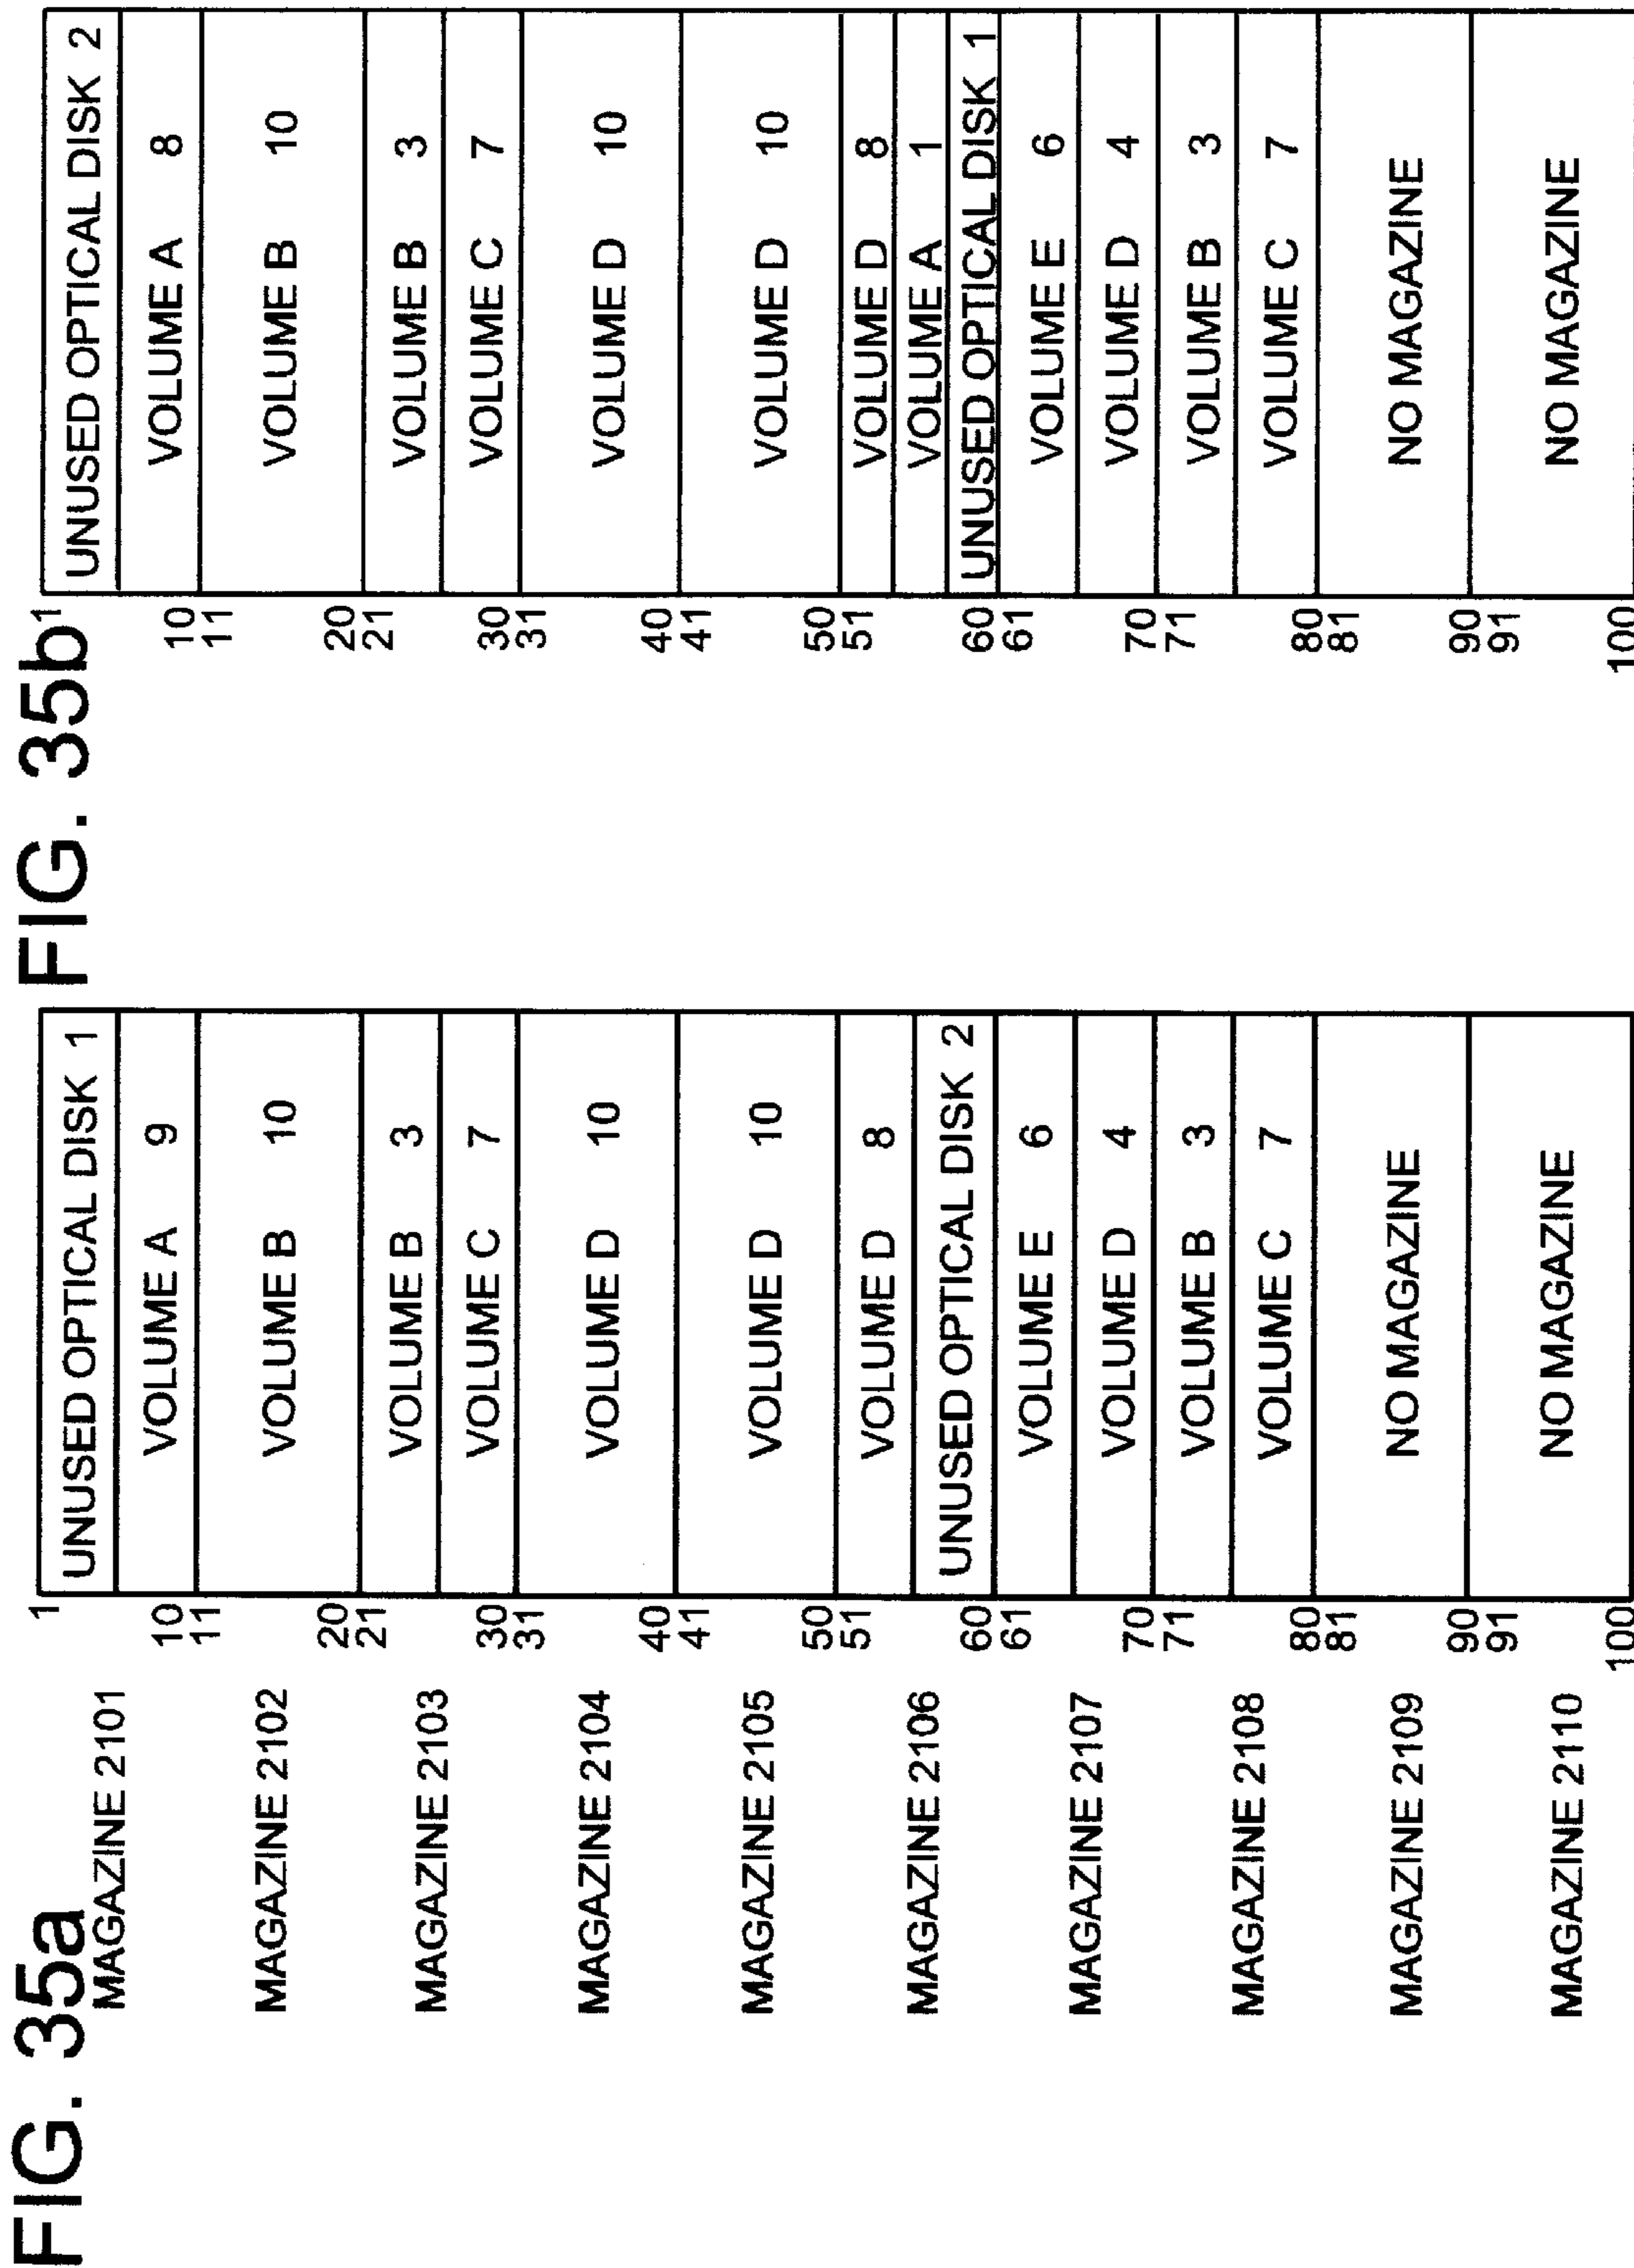 FIG. 35a
MAGAZINE 2101
MAGAZINE 2102
MAGAZINE 2103
MAGAZINE 2104
MAGAZINE 2105
MAGAZINE 2106
MAGAZINE 2107
MAGAZINE 2108
MAGAZINE 2109
MAGAZINE 2110
1
UNUSED OPTICAL DISK 1
VOLUME A 9
10
11
VOLUME B 10
20
21
VOLUME B 3
VOLUME C 7
30
31
VOLUME D 10
40
41
VOLUME D 10
50
51
VOLUME D 8
UNUSED OPTICAL DISK 2
60
61
VOLUME E 6
VOLUME D 4
70
71
VOLUME B 3
VOLUME C 7
80
81
NO MAGAZINE
90
91
NO MAGAZINE
100
FIG. 35b
1
UNUSED OPTICAL DISK 2
VOLUME A 8
10
11
VOLUME B 10
20
21
VOLUME B 3
VOLUME C 7
30
31
VOLUME D 10
40
41
VOLUME D 10
50
51
VOLUME D 8
VOLUME A 1
UNUSED OPTICAL DISK 1
60
61
VOLUME E 6
VOLUME D 4
70
71
VOLUME B 3
VOLUME C 7
80
81
NO MAGAZINE
90
91
NO MAGAZINE
100